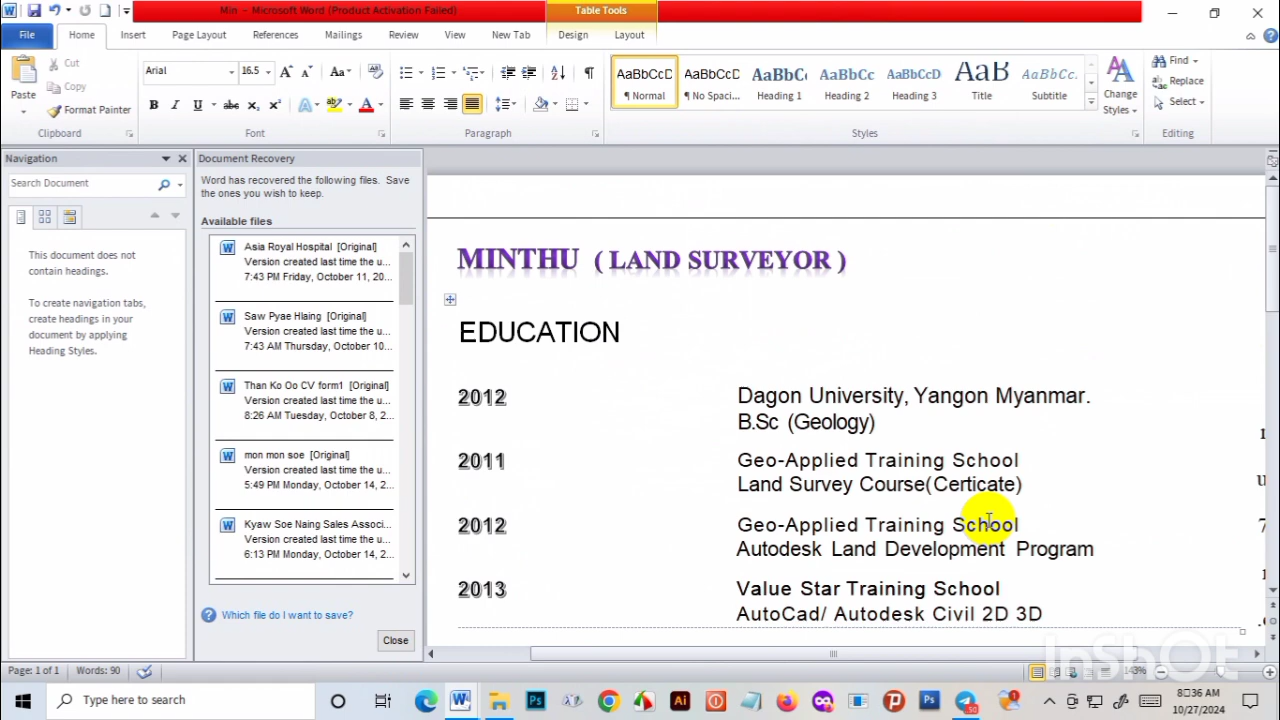 Min - Microsoft Word (Product Activation Failed)
Table Tools
File Home Insert Page Layout References Mailings Review View New Tab Design Layout
Paste
Cut
Copy
Format Painter
Clipboard
Arial 16.5
Font
Paragraph
AaBbCcD AaBbCcD AaBbC AaBbCc AaBbCcD AaB AaBbCc.
¶ Normal ¶ No Spaci... Heading 1 Heading 2 Heading 3 Title Subtitle
Change
Styles
Styles
Find
Replace
Select
Editing
Navigation
Search Document
This document does not
contain headings.
To create navigation tabs,
create headings in your
document by applying
Heading Styles.
Document Recovery
Word has recovered the following files. Save
the ones you wish to keep.
Available files
Asia Royal Hospital [Original]
Version created last time the u...
7:43 PM Friday, October 11, 20...
Saw Pyae Hlaing [Original]
Version created last time the u...
7:43 AM Thursday, October 10...
Than Ko Oo CV form1 [Original]
Version created last time the u...
8:26 AM Tuesday, October 8, 2...
mon mon soe [Original]
Version created last time the u...
5:49 PM Monday, October 14, 2...
Kyaw Soe Naing Sales Associ...
Version created last time the u...
6:13 PM Monday, October 14, 2...
Which file do I want to save?
Close
MINTHU ( LAND SURVEYOR )
EDUCATION
2012 Dagon University, Yangon Myanmar.
B.Sc (Geology)
2011 Geo-Applied Training School
Land Survey Course(Certicate)
2012 Geo-Applied Training School
Autodesk Land Development Program
2013 Value Star Training School
AutoCad/ Autodesk Civil 2D 3D
InShOt
Page: 1 of 1 Words: 90
143%
Type here to search
8:36 AM
10/27/2024